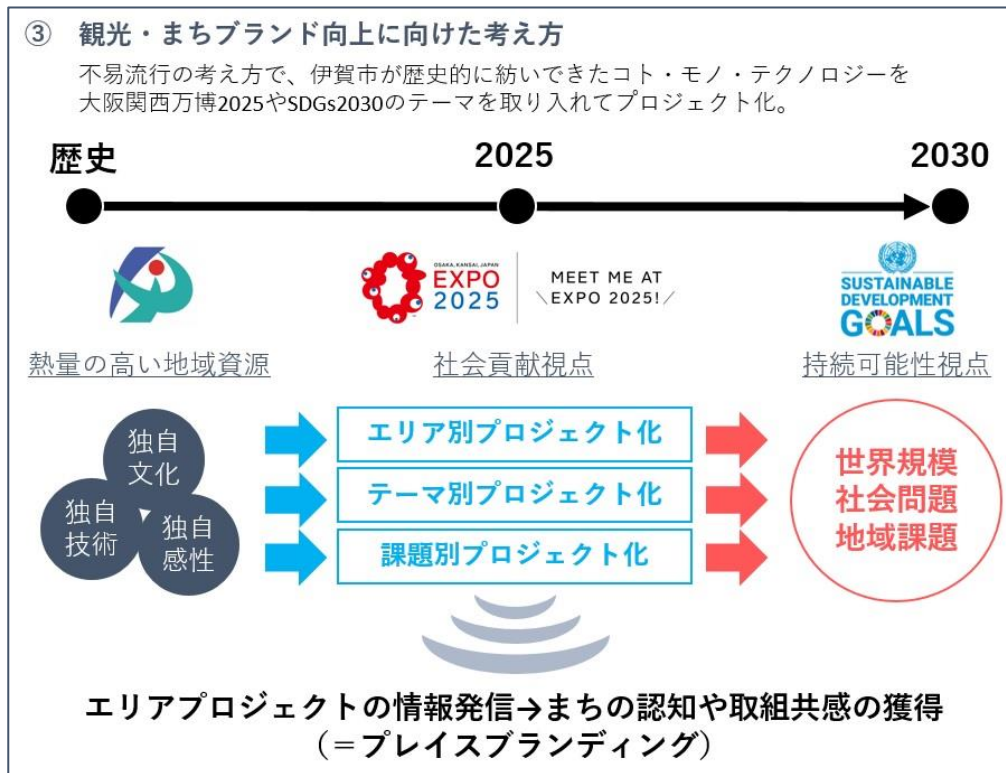 ③ 観光・まちブランド向上に向けた考え方
不易流行の考え方で、伊賀市が歴史的に紡いできたコト・モノ・テクノロジーを
大阪関西万博2025やSDGs2030のテーマを取り入れてプロジェクト化。
歴史
2025
2030
OSAKA, KANSAI, JAPAN
EXPO
2025
MEET ME AT
\ EXPO 2025! /
SUSTAINABLE
DEVELOPMENT
GOALS
熱量の高い地域資源
社会貢献視点
持続可能性視点
独自
文化
独自
技術
独自
感性
エリア別プロジェクト化
テーマ別プロジェクト化
課題別プロジェクト化
世界規模
社会問題
地域課題
エリアプロジェクトの情報発信→まちの認知や取組共感の獲得
(=プレイスブランディング)